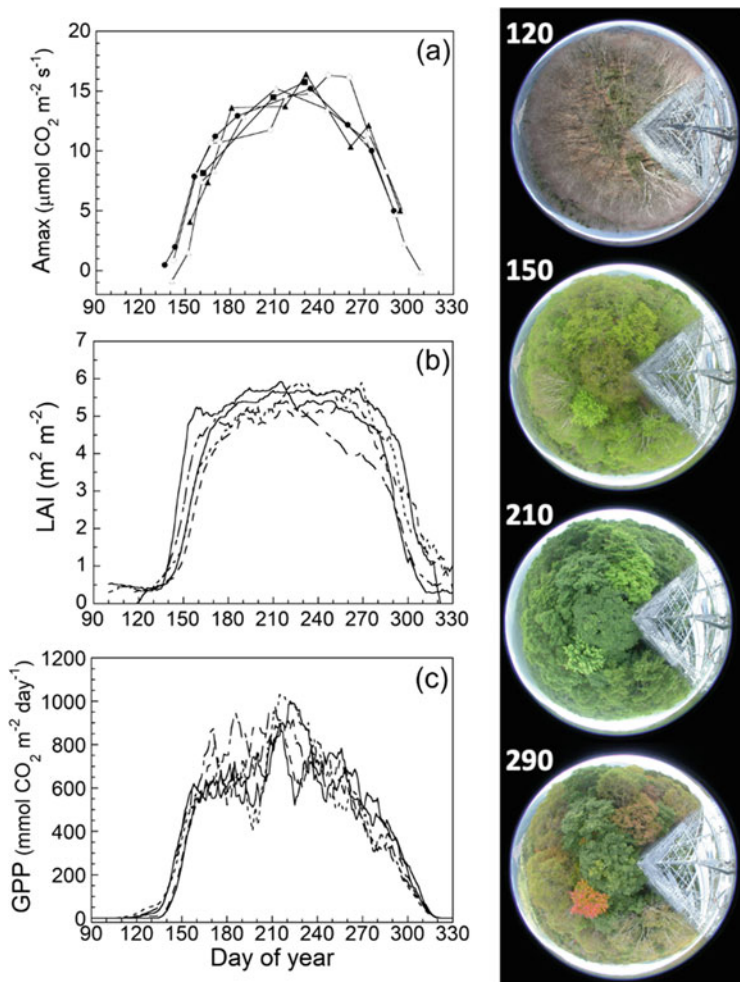 (a)
Amax (μmol CO2 m-2 s-1)
20
15
10
5
0
90 120 150 180 210 240 270 300 330
(b)
LAI (m2 m-2)
7
6
5
4
3
2
1
0
90 120 150 180 210 240 270 300 330
(c)
GPP (mmol CO2 m-2 day-1)
1200
1000
800
600
400
200
0
90 120 150 180 210 240 270 300 330
Day of year
120
150
210
290